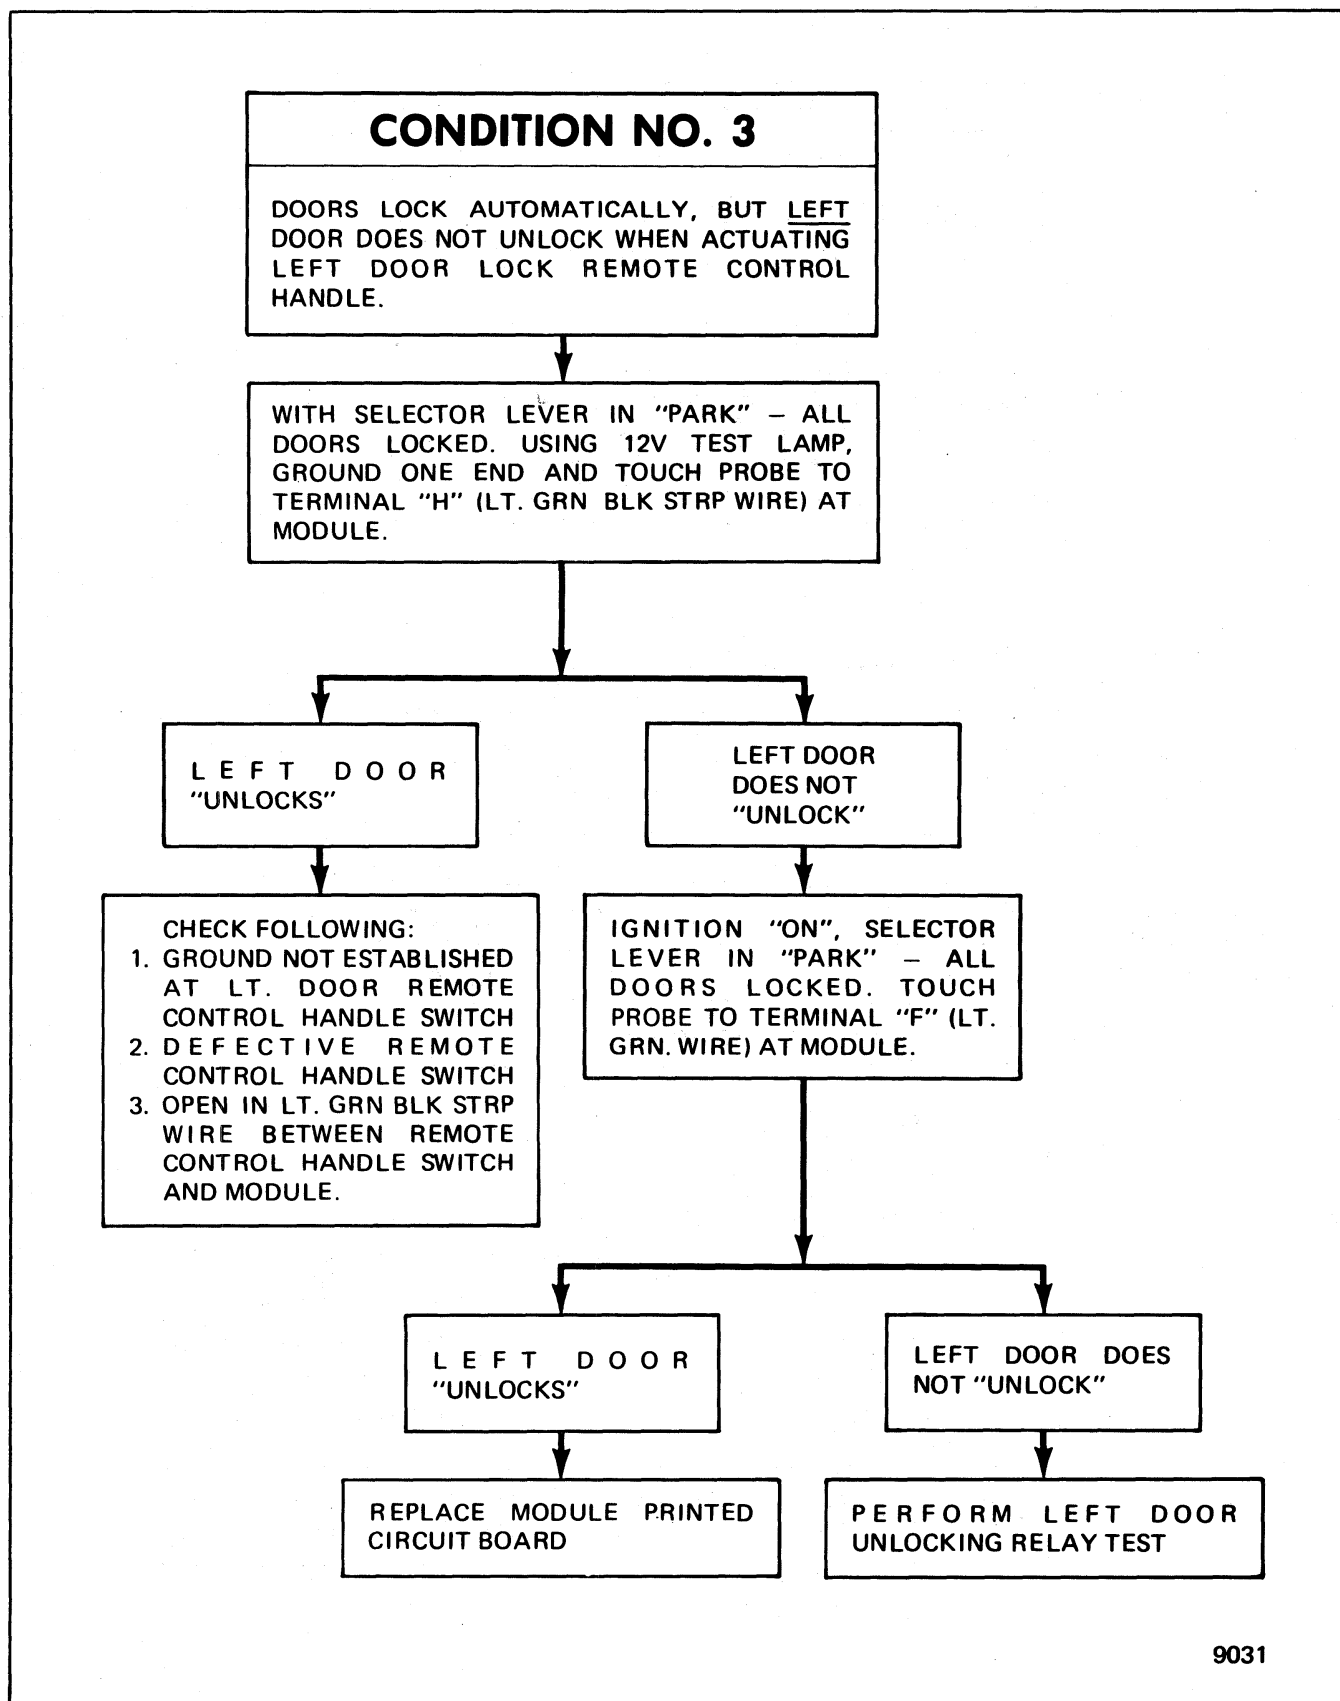 CONDITION NO. 3
DOORS LOCK AUTOMATICALLY, BUT LEFT
DOOR DOES NOT UNLOCK WHEN ACTUATING
LEFT DOOR LOCK REMOTE CONTROL
HANDLE.
WITH SELECTOR LEVER IN "PARK" — ALL
DOORS LOCKED. USING 12V TEST LAMP,
GROUND ONE END AND TOUCH PROBE TO
TERMINAL "H" (LT. GRN BLK STRP WIRE) AT
MODULE.
LEFT DOOR
"UNLOCKS"
LEFT DOOR
DOES NOT
"UNLOCK"
CHECK FOLLOWING:
1. GROUND NOT ESTABLISHED
AT LT. DOOR REMOTE
CONTROL HANDLE SWITCH
2. DEFECTIVE REMOTE
CONTROL HANDLE SWITCH
3. OPEN IN LT. GRN BLK STRP
WIRE BETWEEN REMOTE
CONTROL HANDLE SWITCH
AND MODULE.
IGNITION "ON", SELECTOR
LEVER IN "PARK" — ALL
DOORS LOCKED. TOUCH
PROBE TO TERMINAL "F" (LT.
GRN. WIRE) AT MODULE.
LEFT DOOR
"UNLOCKS"
LEFT DOOR DOES
NOT "UNLOCK"
REPLACE MODULE PRINTED
CIRCUIT BOARD
PERFORM LEFT DOOR
UNLOCKING RELAY TEST
9031